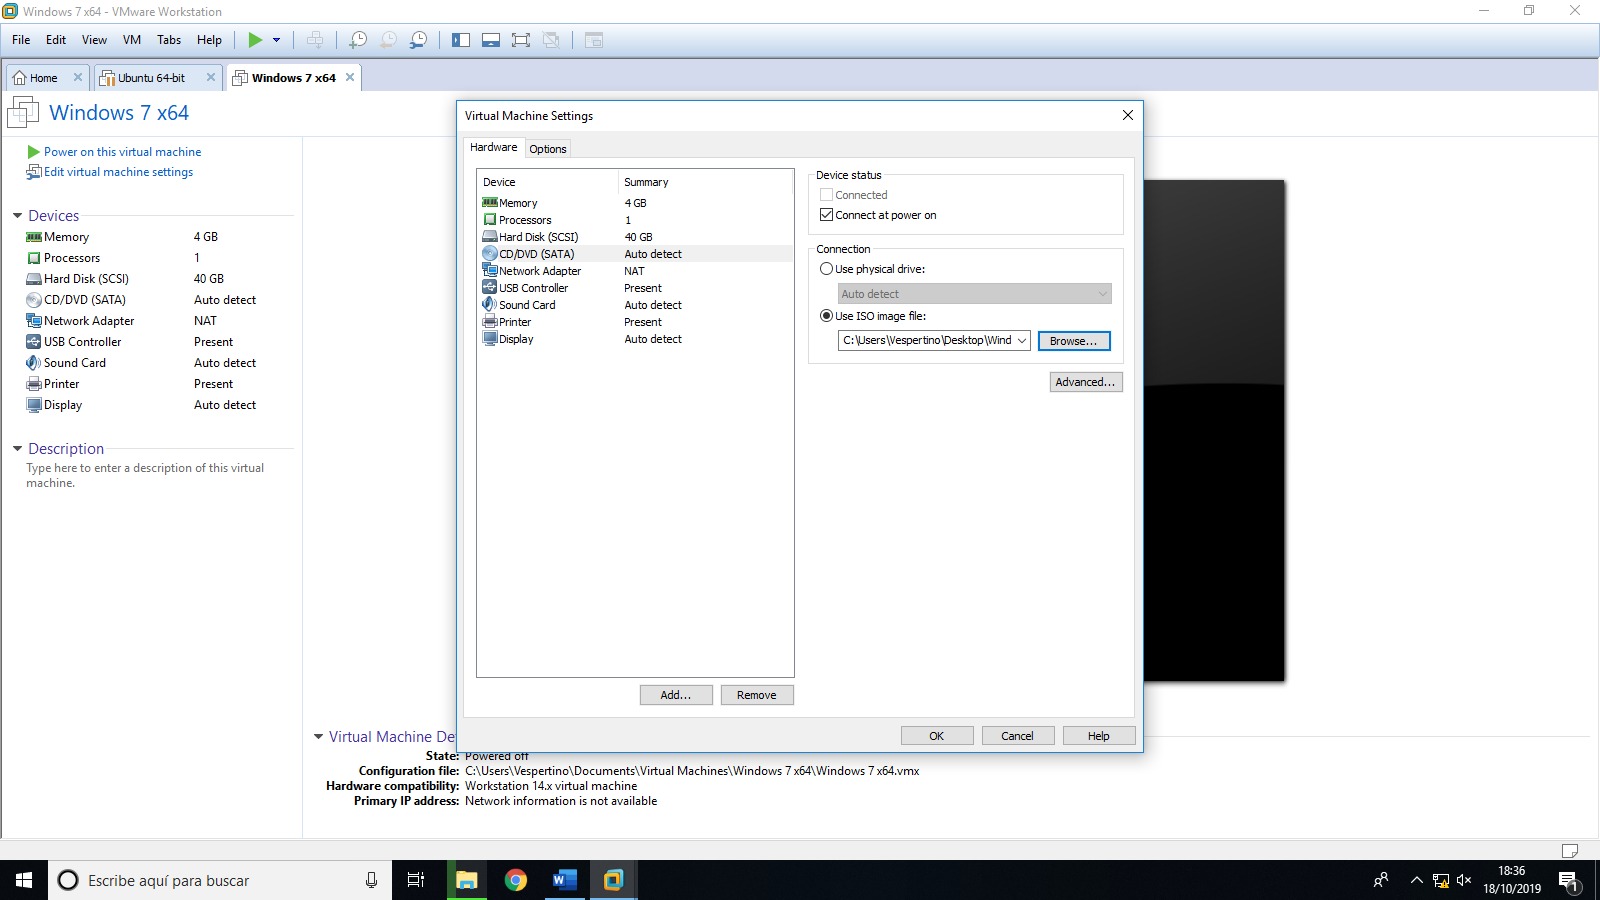 Windows 7 x64 - VMware Workstation
File Edit View VM Tabs Help
Home Ubuntu 64-bit Windows 7 x64
Windows 7 x64
Power on this virtual machine
Edit virtual machine settings
Devices
Memory 4 GB
Processors 1
Hard Disk (SCSI) 40 GB
CD/DVD (SATA) Auto detect
Network Adapter NAT
USB Controller Present
Sound Card Auto detect
Printer Present
Display Auto detect
Description
Type here to enter a description of this virtual
machine.
Virtual Machine Settings
Hardware Options
Device Summary
Memory 4 GB
Processors 1
Hard Disk (SCSI) 40 GB
CD/DVD (SATA) Auto detect
Network Adapter NAT
USB Controller Present
Sound Card Auto detect
Printer Present
Display Auto detect
Add... Remove
Device status
Connected
Connect at power on
Connection
Use physical drive:
Auto detect
Use ISO image file:
C:\Users\Vespertino\Desktop\Wind Browse...
Advanced...
OK Cancel Help
Virtual Machine De
State: Powered off
Configuration file: C:\Users\Vespertino\Documents\Virtual Machines\Windows 7 x64\Windows 7 x64.vmx
Hardware compatibility: Workstation 14.x virtual machine
Primary IP address: Network information is not available
Escribe aquí para buscar
18:36
18/10/2019
1